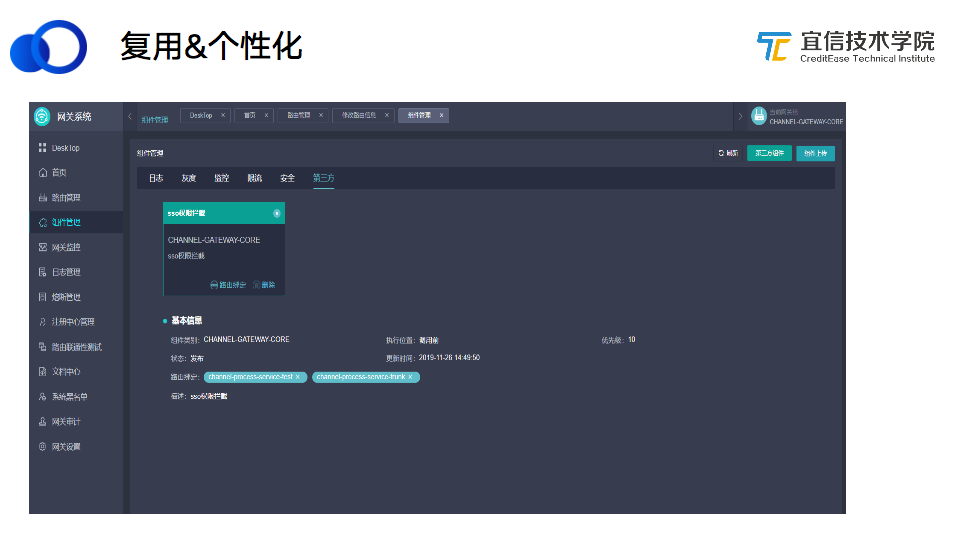 复用&个性化
宜信技术学院
CreditEase Technical Institute
网关系统
组件管理
DeskTop ×
首页 ×
路由管理 ×
修改路由信息 ×
组件管理 ×
当前网关组
CHANNEL-GATEWAY-CORE
DeskTop
首页
路由管理
组件管理
网关监控
日志管理
熔断管理
注册中心管理
路由联通性测试
文档中心
系统黑名单
网关审计
网关设置
组件管理
刷新
第三方组件
组件上传
日志 灰度 监控 限流 安全 第三方
sso权限拦截
CHANNEL-GATEWAY-CORE
sso权限拦截
路由绑定 删除
基本信息
组件类别: CHANNEL-GATEWAY-CORE 执行位置: 调用前 优先级: 10
状态: 发布 更新时间: 2019-11-26 14:49:50
路由绑定: channel-process-service-test × channel-process-service-trunk ×
描述: sso权限拦截